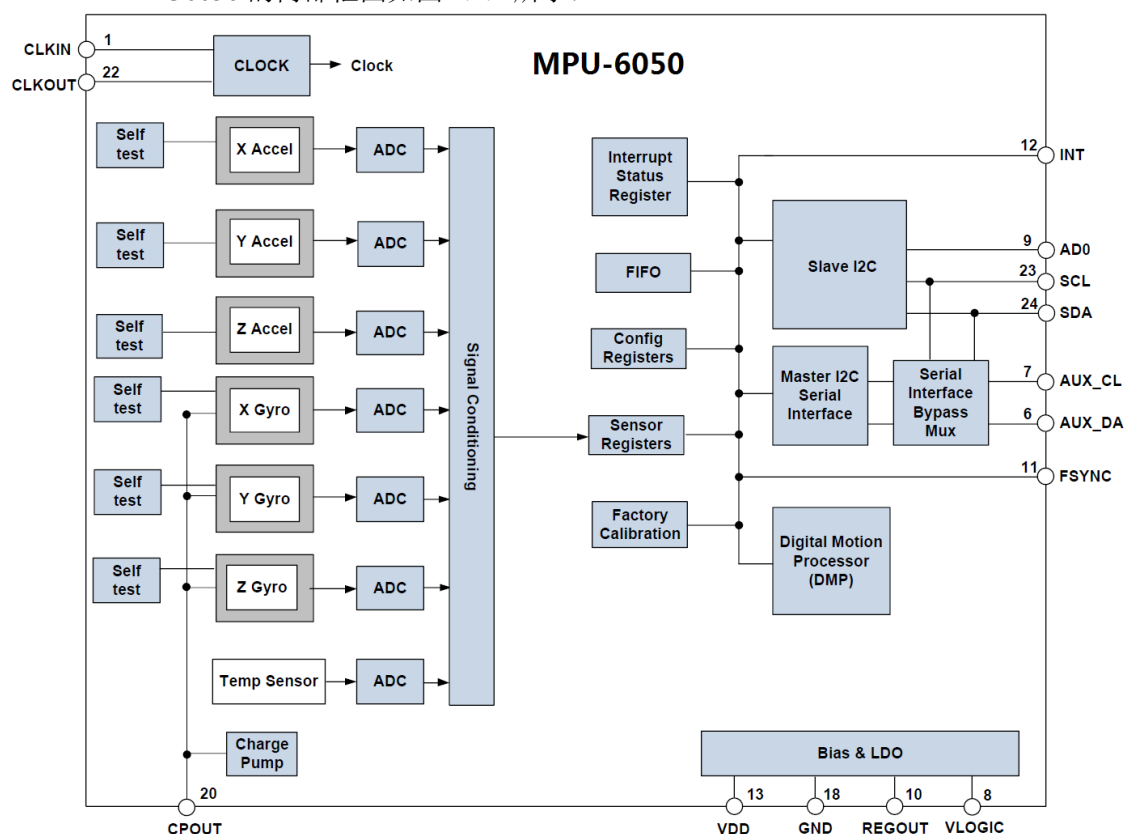 1
CLKIN
CLOCK
Clock
22
CLKOUT
MPU-6050
Self
test
X Accel
ADC
Self
test
Y Accel
ADC
Self
test
Z Accel
ADC
Self
test
X Gyro
ADC
Self
test
Y Gyro
ADC
Self
test
Z Gyro
ADC
Temp Sensor
ADC
Signal Conditioning
Charge
Pump
20
CPOUT
Interrupt
Status
Register
FIFO
Config
Registers
Sensor
Registers
Factory
Calibration
Slave I2C
Master I2C
Serial
Interface
Serial
Interface
Bypass
Mux
Digital Motion
Processor
(DMP)
12
INT
9
AD0
23
SCL
24
SDA
7
AUX_CL
6
AUX_DA
11
FSYNC
Bias & LDO
13
18
10
8
VDD
GND
REGOUT
VLOGIC